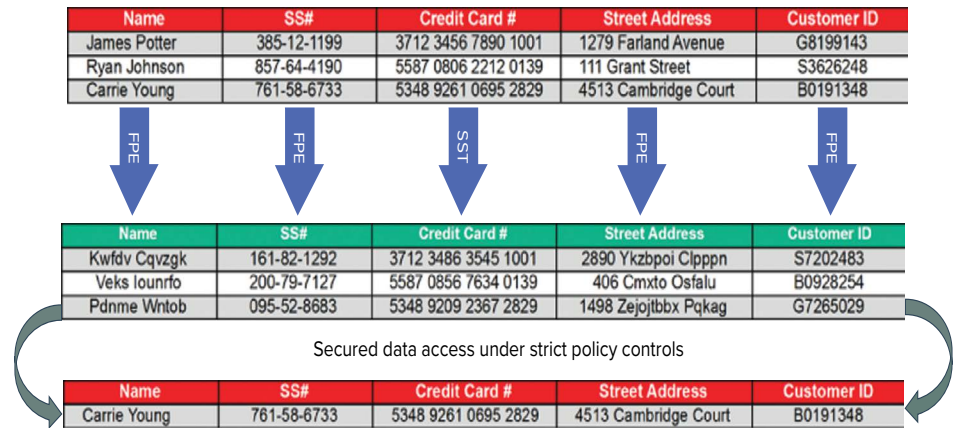 Name SS# Credit Card # Street Address Customer ID
James Potter 385-12-1199 3712 3456 7890 1001 1279 Farland Avenue G8199143
Ryan Johnson 857-64-4190 5587 0806 2212 0139 111 Grant Street S3626248
Carrie Young 761-58-6733 5348 9261 0695 2829 4513 Cambridge Court B0191348
FPE FPE SST FPE FPE
Name SS# Credit Card # Street Address Customer ID
Kwfdv Cqvzgk 161-82-1292 3712 3486 3545 1001 2890 Ykzbpoi Clpppn S7202483
Veks Iounrfo 200-79-7127 5587 0856 7634 0139 406 Cmxto Osfalu B0928254
Pdnme Wntob 095-52-8683 5348 9209 2367 2829 1498 Zejojtbbx Pqkag G7265029
Secured data access under strict policy controls
Name SS# Credit Card # Street Address Customer ID
Carrie Young 761-58-6733 5348 9261 0695 2829 4513 Cambridge Court B0191348